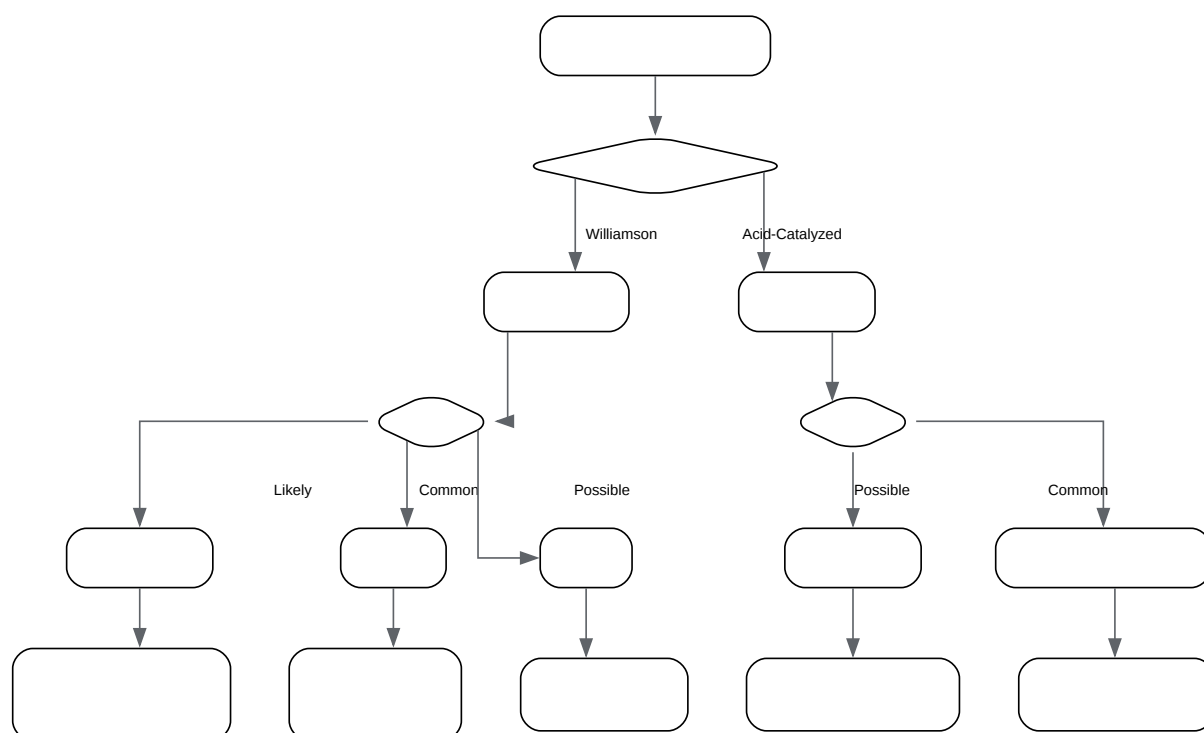 Williamson
Acid-Catalyzed
Likely
Common
Possible
Possible
Common